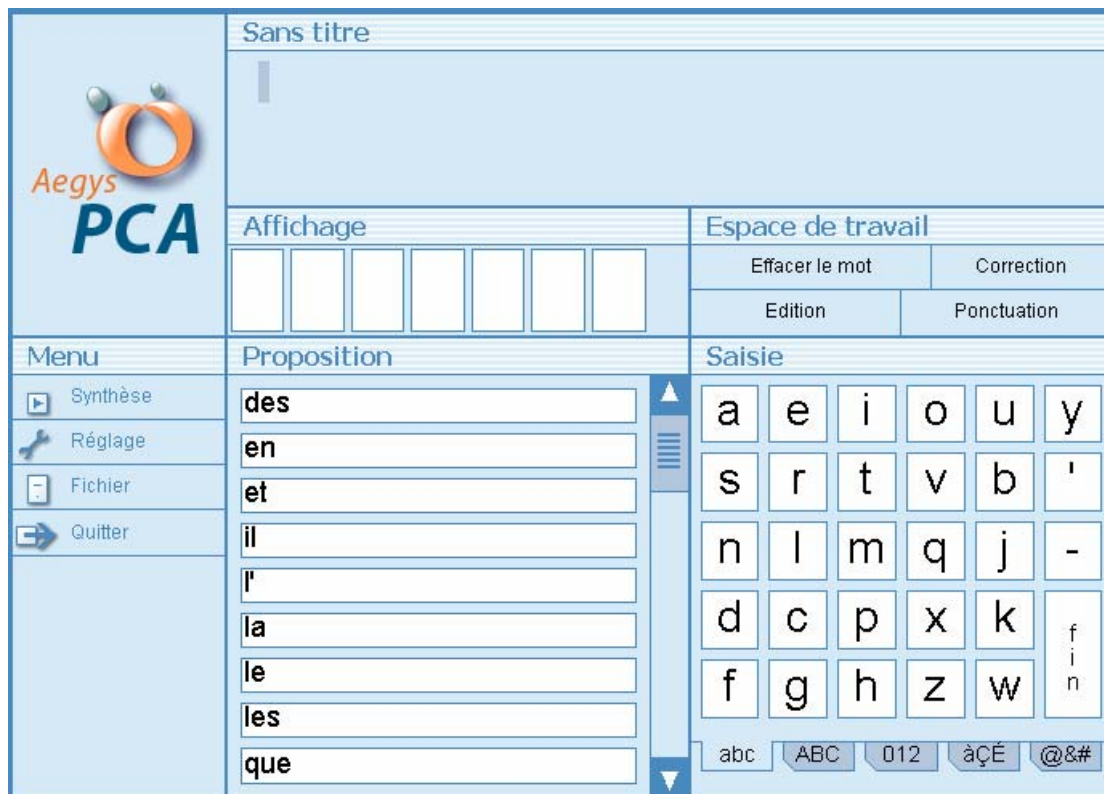 Sans titre
Aegys
PCA
Affichage
Espace de travail
Effacer le mot
Correction
Edition
Ponctuation
Menu
Synthèse
Réglage
Fichier
Quitter
Proposition
des
en
et
il
l'
la
le
les
que
Saisie
a e i o u y
s r t v b '
n l m q j -
d c p x k
f g h z w
fin
abc ABC 012 àÇÉ @&#